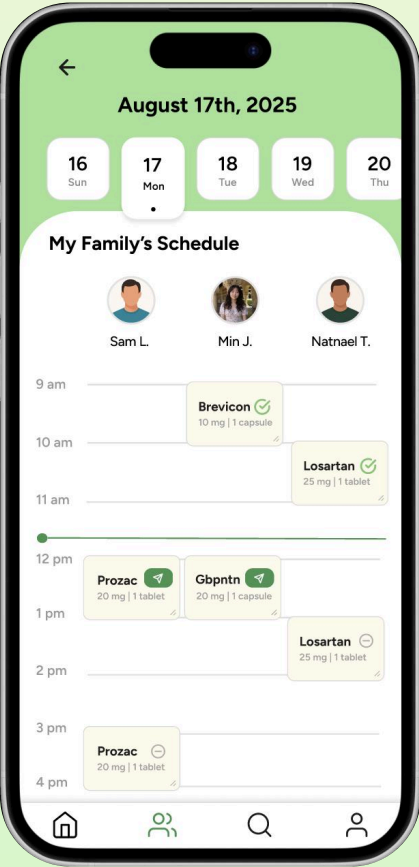 August 17th, 2025
16 17 18 19 20
Sun Mon Tue Wed Thu
My Family's Schedule
Sam L. Min J. Natnael T.
9 am
Brevicon
10 mg | 1 capsule
10 am
Losartan
25 mg | 1 tablet
11 am
12 pm
Prozac Gbpntn
20 mg | 1 tablet 20 mg | 1 capsule
1 pm
Losartan
25 mg | 1 tablet
2 pm
3 pm
Prozac
20 mg | 1 tablet
4 pm